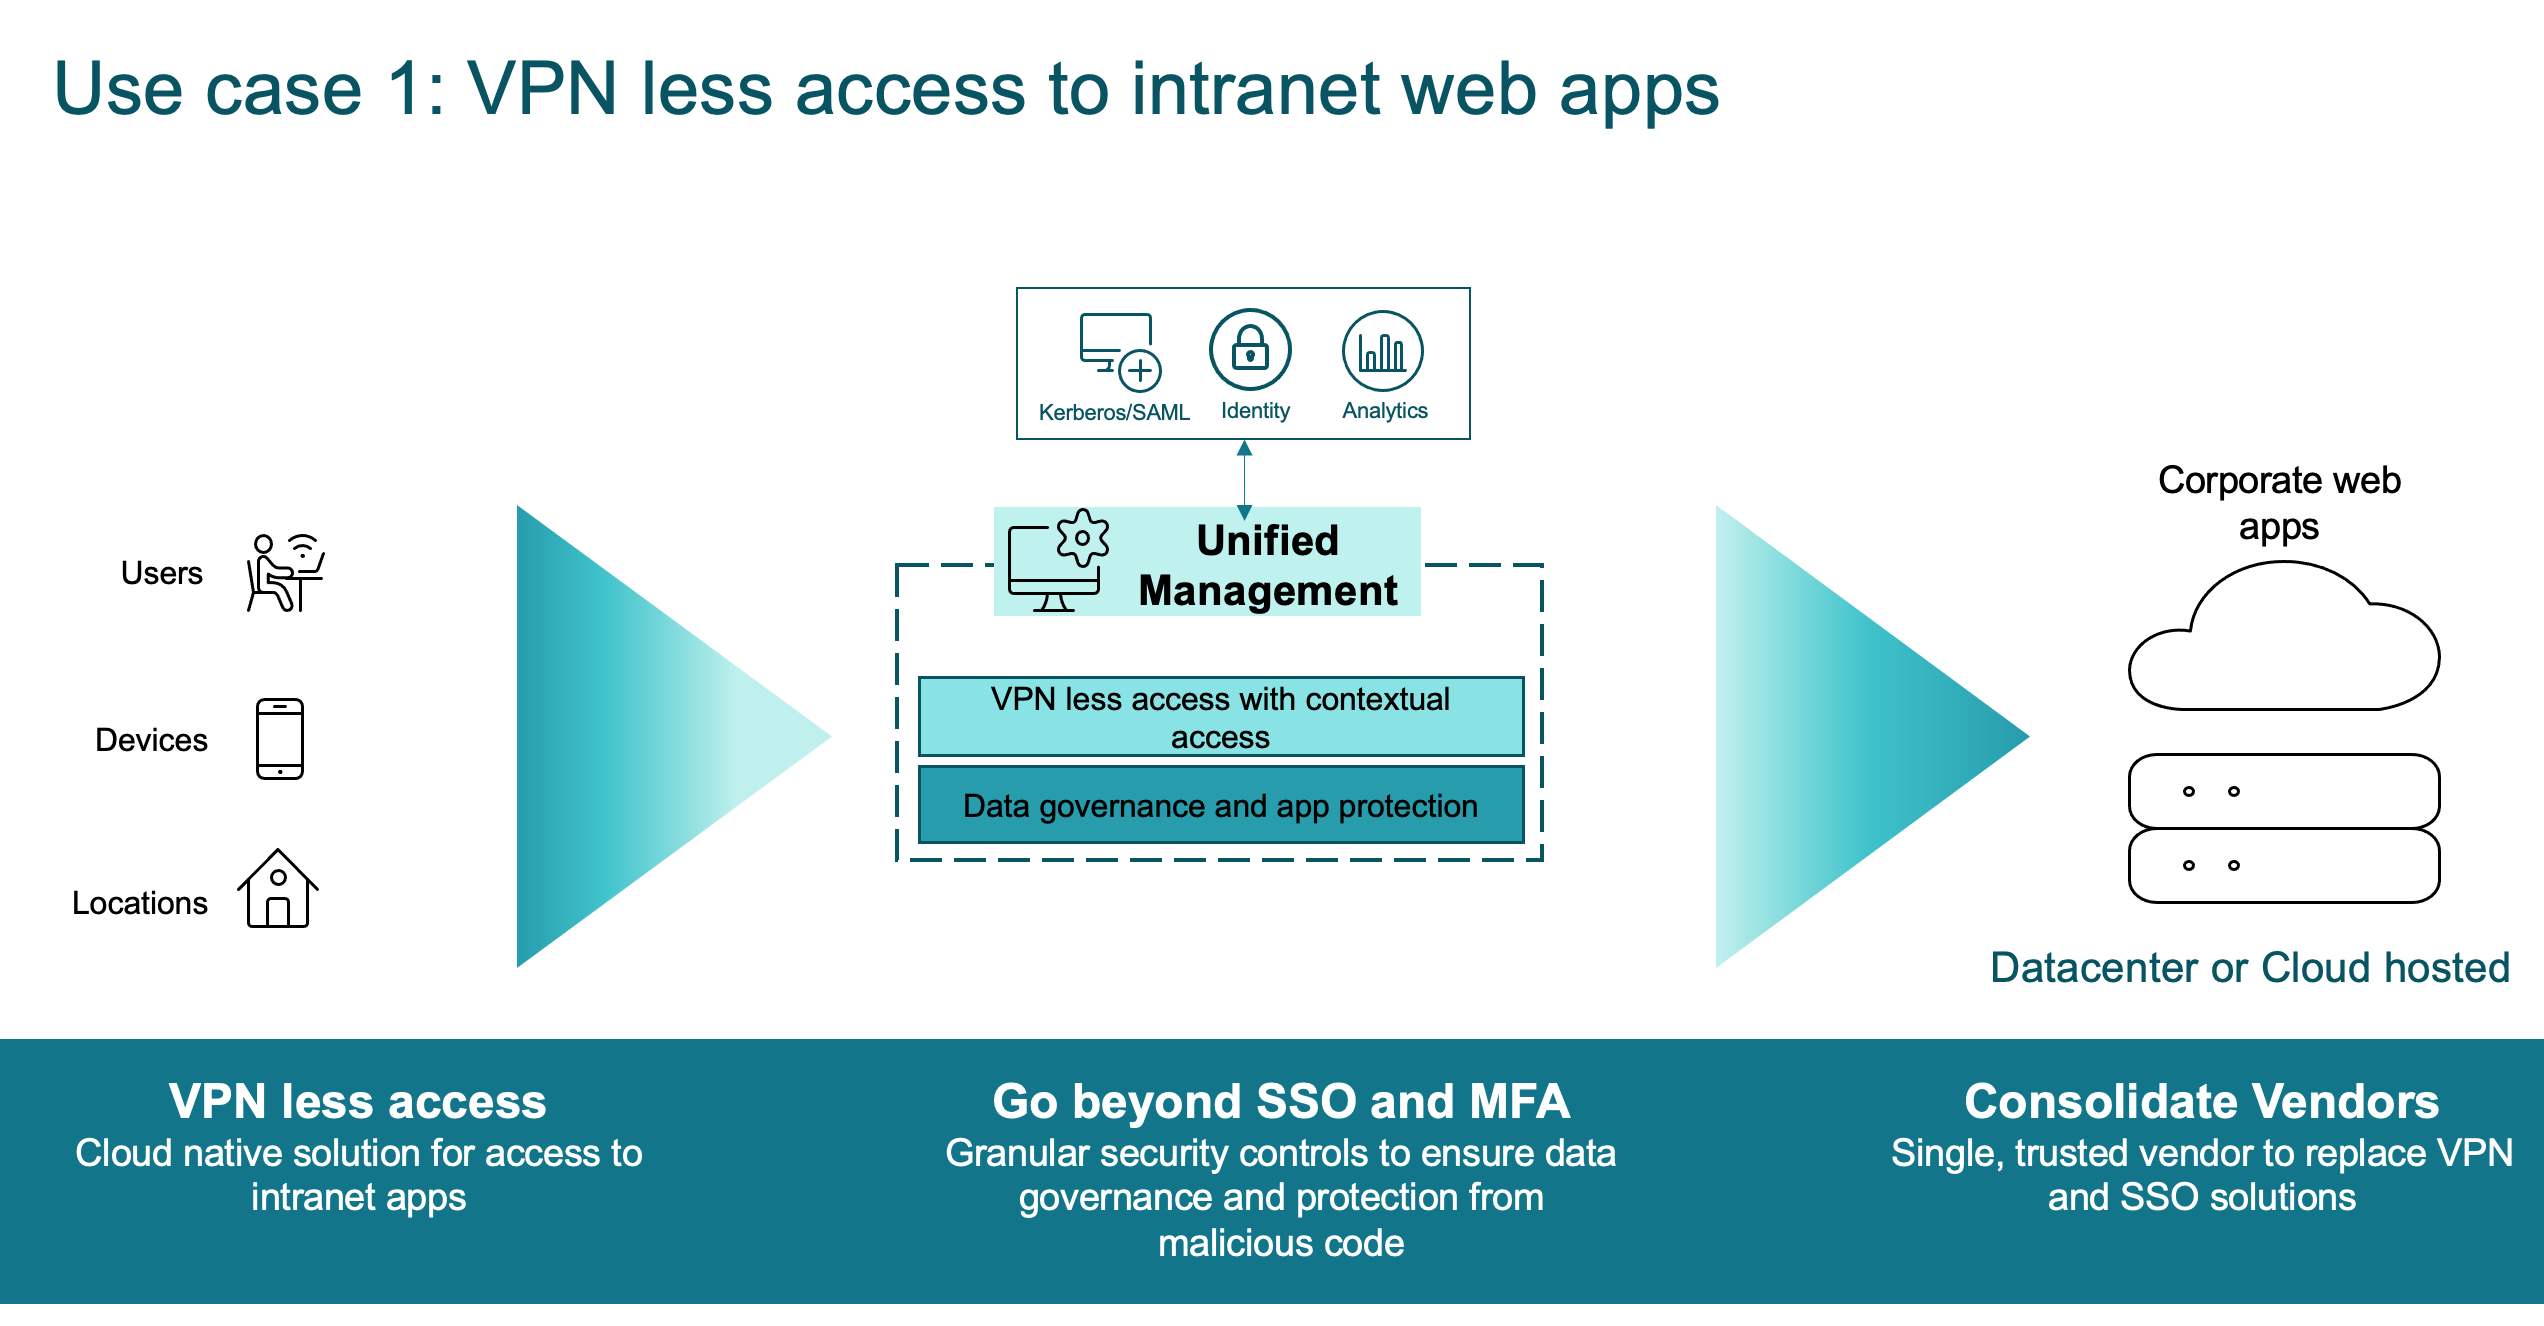 Use case 1: VPN less access to intranet web apps
Kerberos/SAML
Identity
Analytics
Unified
Management
VPN less access with contextual
access
Data governance and app protection
Users
Devices
Locations
Corporate web
apps
Datacenter or Cloud hosted
VPN less access
Cloud native solution for access to
intranet apps
Go beyond SSO and MFA
Granular security controls to ensure data
governance and protection from
malicious code
Consolidate Vendors
Single, trusted vendor to replace VPN
and SSO solutions